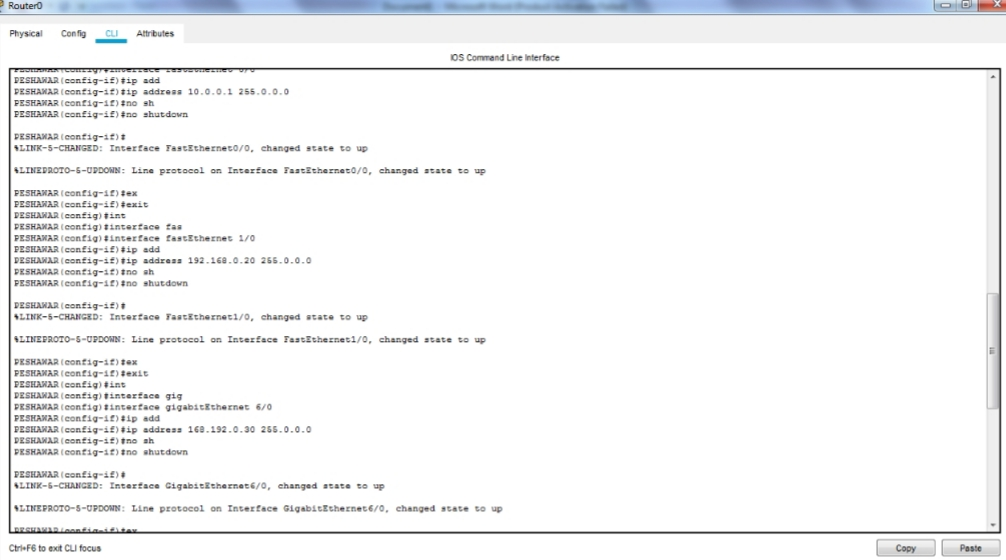 Router0
Physical Config CLI Attributes
IOS Command Line Interface
PESHAWAR(config)#interface fastEthernet 0/0
PESHAWAR(config-if)#ip add
PESHAWAR(config-if)#ip address 10.0.0.1 255.0.0.0
PESHAWAR(config-if)#no sh
PESHAWAR(config-if)#no shutdown
PESHAWAR(config-if)#
%LINK-5-CHANGED: Interface FastEthernet0/0, changed state to up
%LINEPROTO-5-UPDOWN: Line protocol on Interface FastEthernet0/0, changed state to up
PESHAWAR(config-if)#ex
PESHAWAR(config-if)#exit
PESHAWAR(config)#int
PESHAWAR(config)#interface fas
PESHAWAR(config)#interface fastEthernet 1/0
PESHAWAR(config-if)#ip add
PESHAWAR(config-if)#ip address 192.168.0.20 255.0.0.0
PESHAWAR(config-if)#no sh
PESHAWAR(config-if)#no shutdown
PESHAWAR(config-if)#
%LINK-5-CHANGED: Interface FastEthernet1/0, changed state to up
%LINEPROTO-5-UPDOWN: Line protocol on Interface FastEthernet1/0, changed state to up
PESHAWAR(config-if)#ex
PESHAWAR(config-if)#exit
PESHAWAR(config)#int
PESHAWAR(config)#interface gig
PESHAWAR(config)#interface gigabitEthernet 6/0
PESHAWAR(config-if)#ip add
PESHAWAR(config-if)#ip address 168.192.0.30 255.0.0.0
PESHAWAR(config-if)#no sh
PESHAWAR(config-if)#no shutdown
PESHAWAR(config-if)#
%LINK-5-CHANGED: Interface GigabitEthernet6/0, changed state to up
%LINEPROTO-5-UPDOWN: Line protocol on Interface GigabitEthernet6/0, changed state to up
PESHAWAR(config-if)#ex
Ctrl+F6 to exit CLI focus
Copy Paste